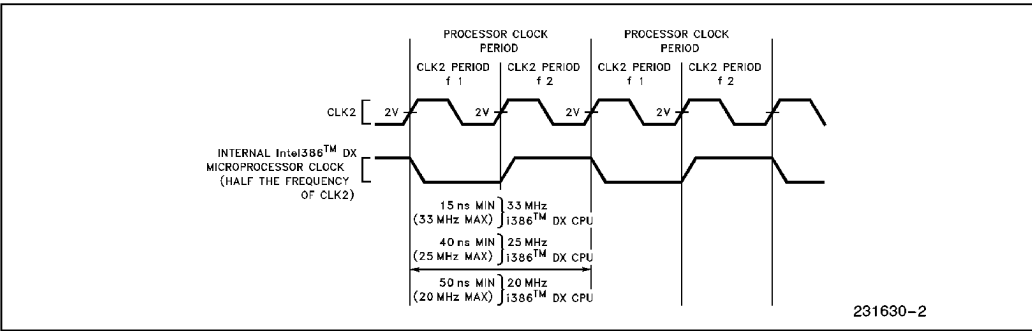 PROCESSOR CLOCK PERIOD
PROCESSOR CLOCK PERIOD
CLK2 PERIOD f 1
CLK2 PERIOD f 2
CLK2 PERIOD f 1
CLK2 PERIOD f 2
CLK2
2V
2V
2V
INTERNAL Intel386™ DX
MICROPROCESSOR CLOCK
(HALF THE FREQUENCY
OF CLK2)
15 ns MIN 33 MHz
(33 MHz MAX) i386™ DX CPU
40 ns MIN 25 MHz
(25 MHz MAX) i386™ DX CPU
50 ns MIN 20 MHz
(20 MHz MAX) i386™ DX CPU
231630-2